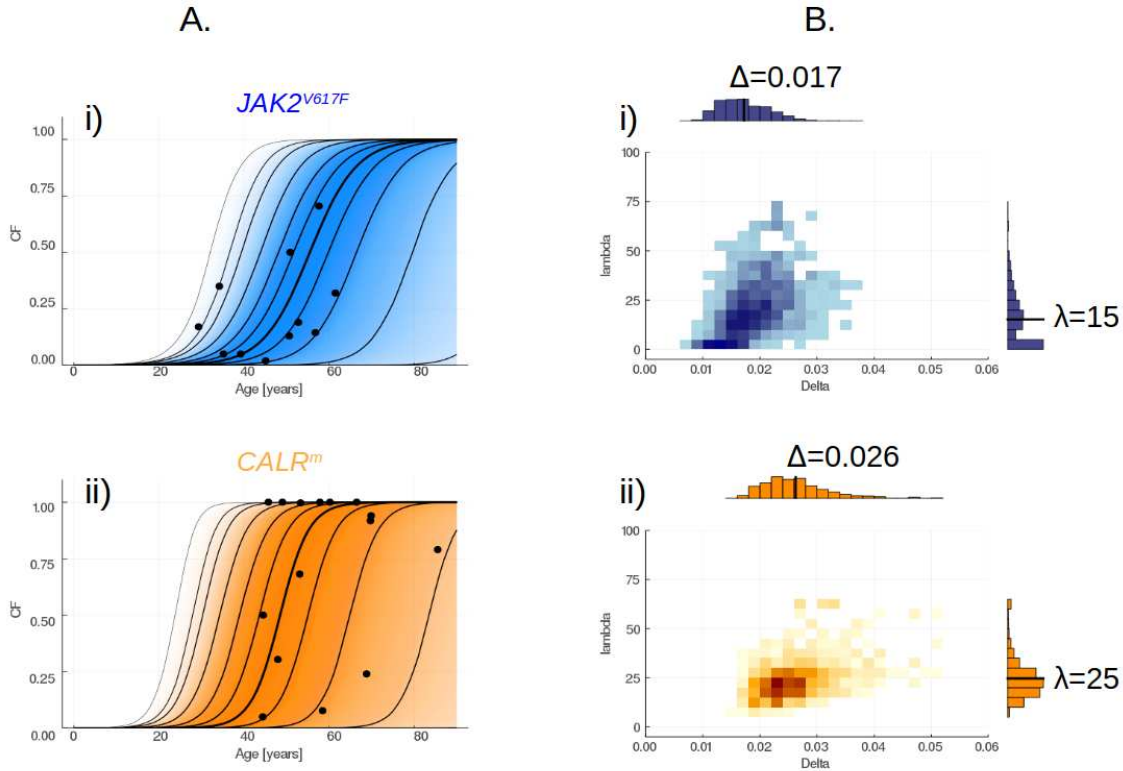 A.
B.
JAK2V617F
i)
1.00
0.75
0.50
0.25
0.00
CF
20
40
60
80
0
Age [years]
Δ=0.017
i)
100
75
50
25
0
lambda
0.00
0.01
0.02
0.03
0.04
0.05
0.06
Delta
λ=15
CALRm
ii)
1.00
0.75
0.50
0.25
0.00
CF
0
20
40
60
80
Age [years]
Δ=0.026
ii)
100
75
50
25
0
lambda
0.00
0.01
0.02
0.03
0.04
0.05
0.06
Delta
λ=25